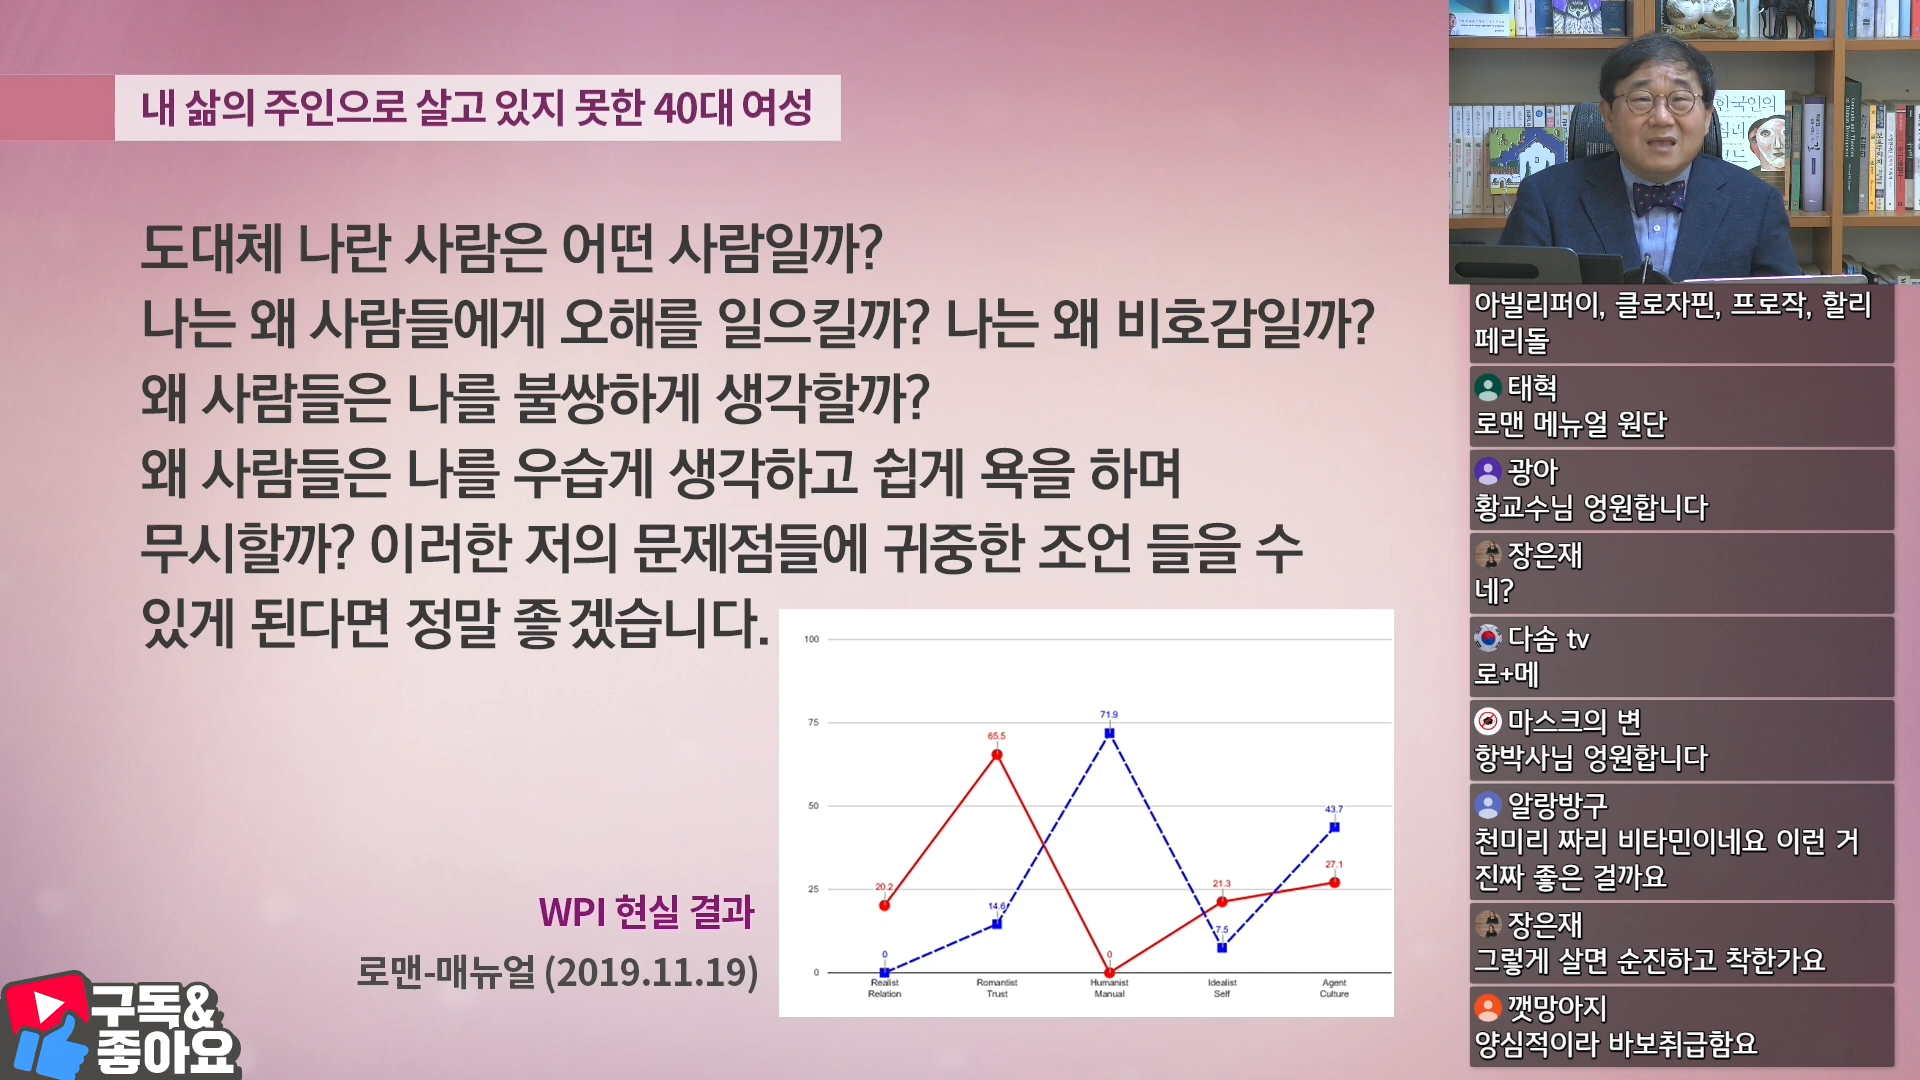 내 삶의 주인으로 살고 있지 못한 40대 여성
도대체 나란 사람은 어떤 사람일까?
나는 왜 사람들에게 오해를 일으킬까? 나는 왜 비호감일까?
왜 사람들은 나를 불쌍하게 생각할까?
왜 사람들은 나를 우습게 생각하고 쉽게 욕을 하며
무시할까? 이러한 저의 문제점들에 귀중한 조언 들을 수
있게 된다면 정말 좋겠습니다.
100
75
50
25
0
20.2
65.5
0
21.3
27.1
0
14.6
71.9
7.5
43.7
Realist
Relation
Romantist
Trust
Humanist
Manual
Idealist
Self
Agent
Culture
WPI 현실 결과
로맨-매뉴얼 (2019.11.19)
구독&
좋아요
한국인의
심리
코드
아빌리퍼이, 클로자핀, 프로작, 할리
페리돌
태혁
로맨 메뉴얼 원단
광아
황교수님 엉원합니다
장은재
네?
다솜 tv
로+메
마스크의 변
항박사님 엉원합니다
알랑방구
천미리 짜리 비타민이네요 이런 거
진짜 좋은 걸까요
장은재
그렇게 살면 순진하고 착한가요
깻망아지
양심적이라 바보취급함요